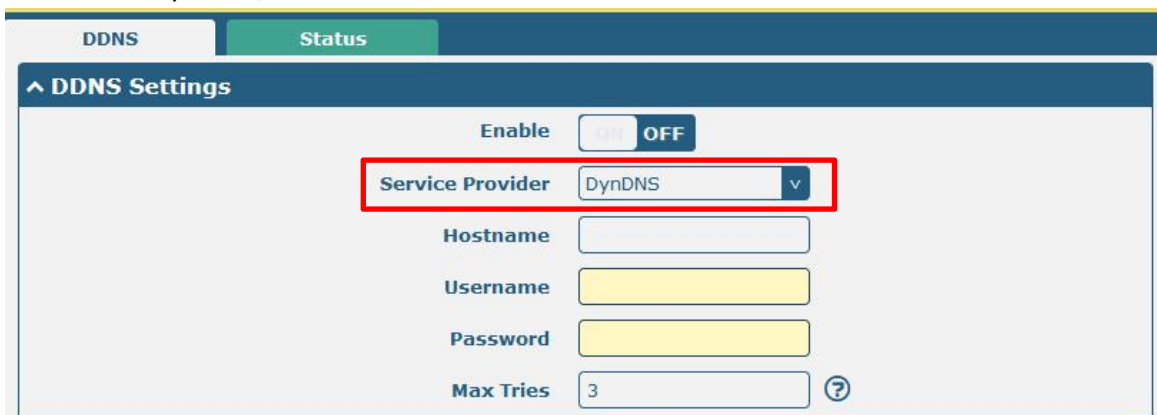 DDNS Status
^ DDNS Settings
Enable ON OFF
Service Provider DynDNS v
Hostname
Username
Password
Max Tries 3 ?